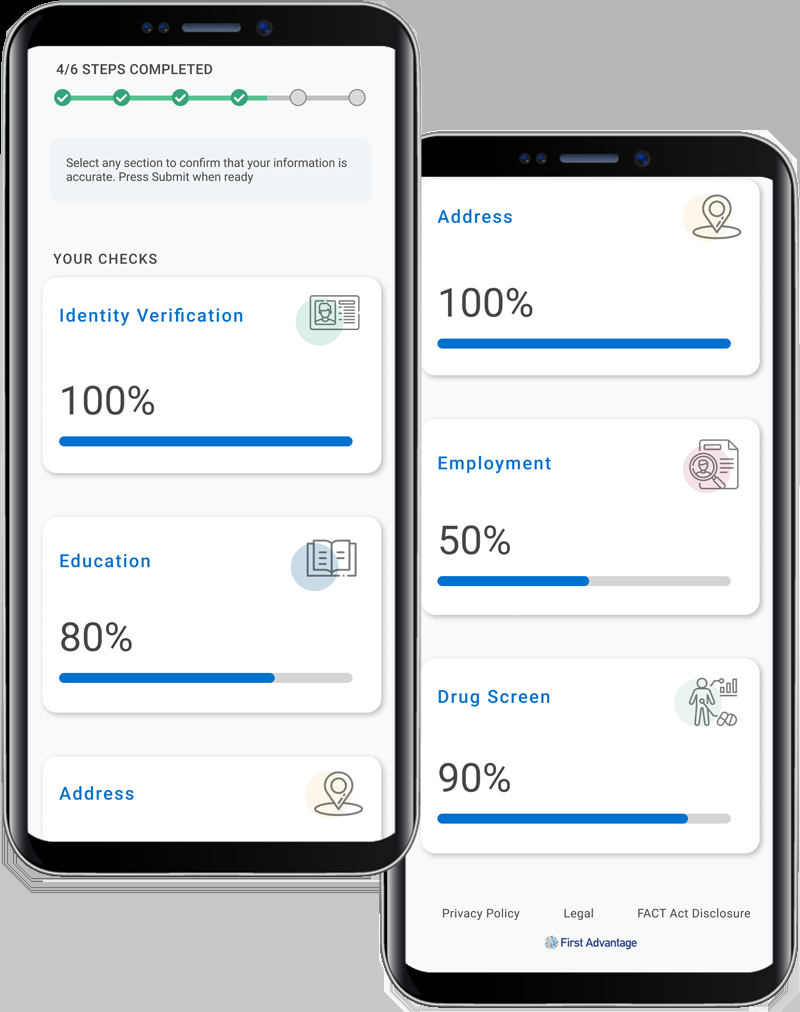 4/6 STEPS COMPLETED
Select any section to confirm that your information is
accurate. Press Submit when ready
YOUR CHECKS
Identity Verification
100%
Education
80%
Address
Address
100%
Employment
50%
Drug Screen
90%
Privacy Policy Legal FACT Act Disclosure
First Advantage